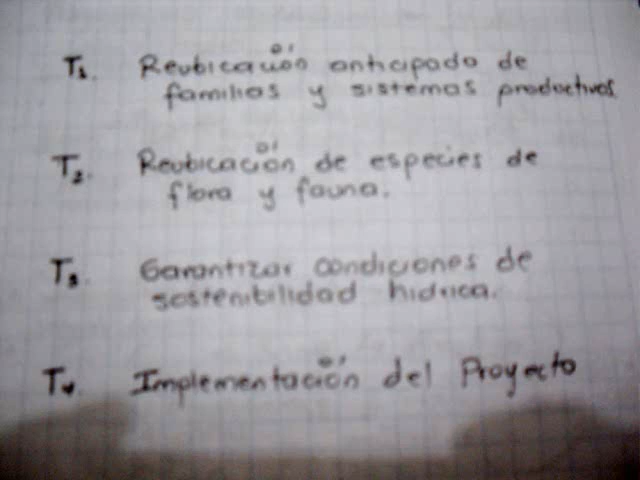 T1. Reubicación anticipado de
familias y sistemas productivos
T2. Reubicación de especies de
flora y fauna.
T3. Garantizar condiciones de
sostenibilidad hídrica.
T4. Implementación del Proyecto